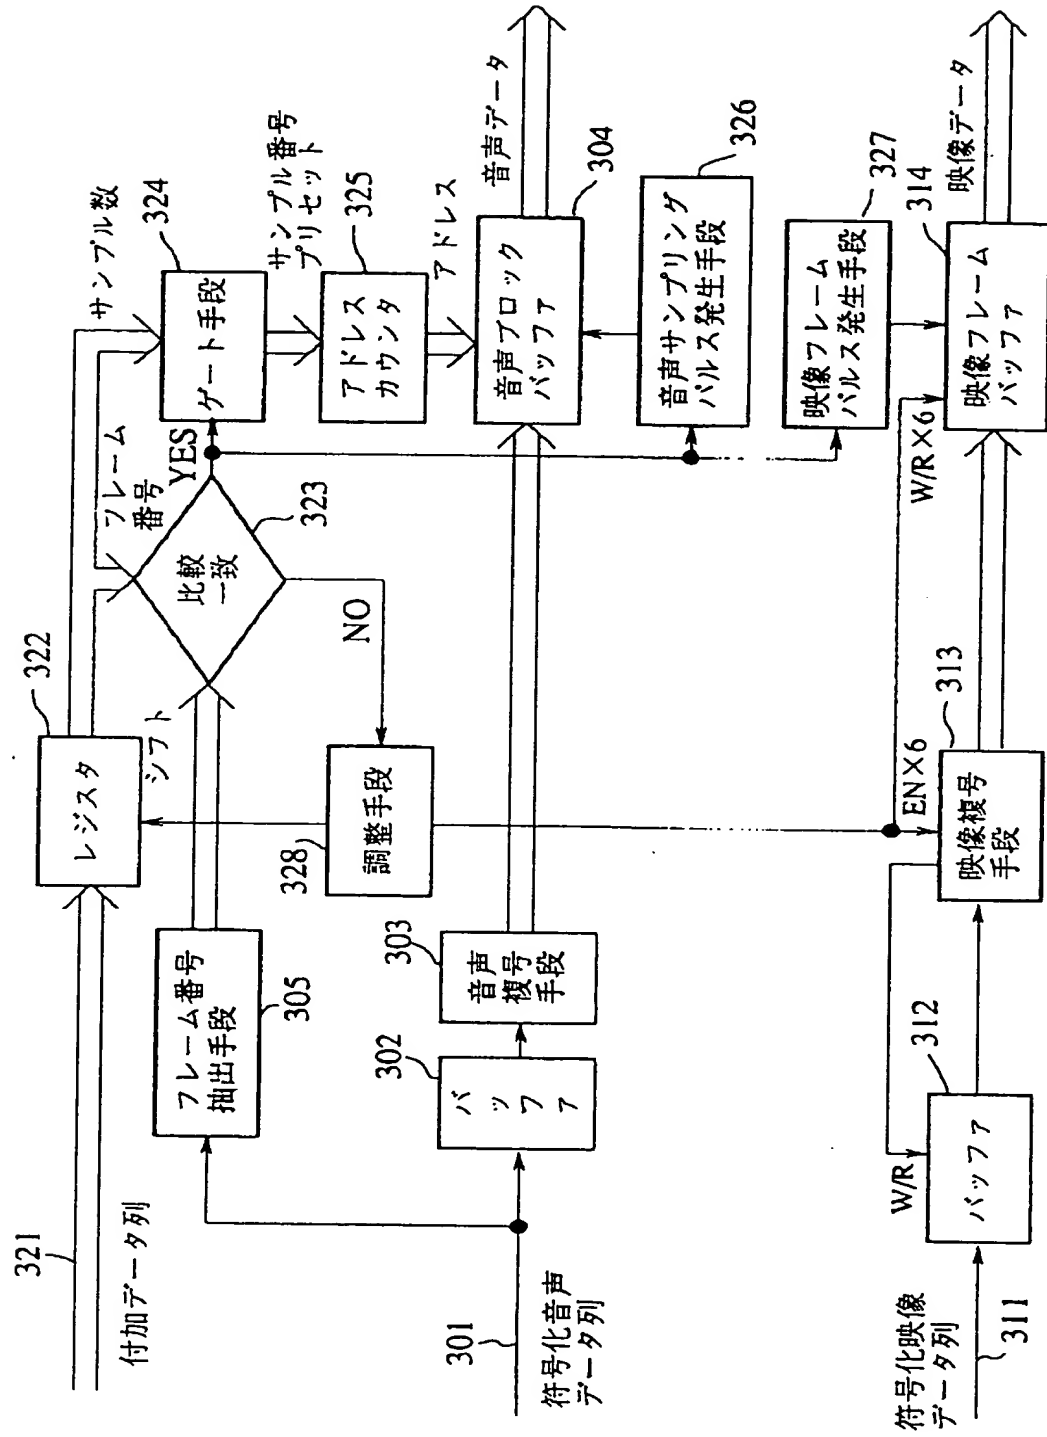 321
付加データ列
322
レジスタ
フレーム
番号
サンプル数
324
ゲート手段
YES
比較
一致
323
NO
シフト
フレーム番号
抽出手段
305
328
調整手段
サンプル番号
プリセット
325
アドレス
カウンタ
アドレス
301
符号化音声
データ列
302
バッファ
303
音声
復号
手段
音声ブロック
バッファ
304
音声データ
326
音声サンプリング
パルス発生手段
327
映像フレーム
パルス発生手段
311
符号化映像
データ列
312
バッファ
W/R
313
映像復号
手段
EN×6
W/R×6
314
映像フレーム
バッファ
映像データ